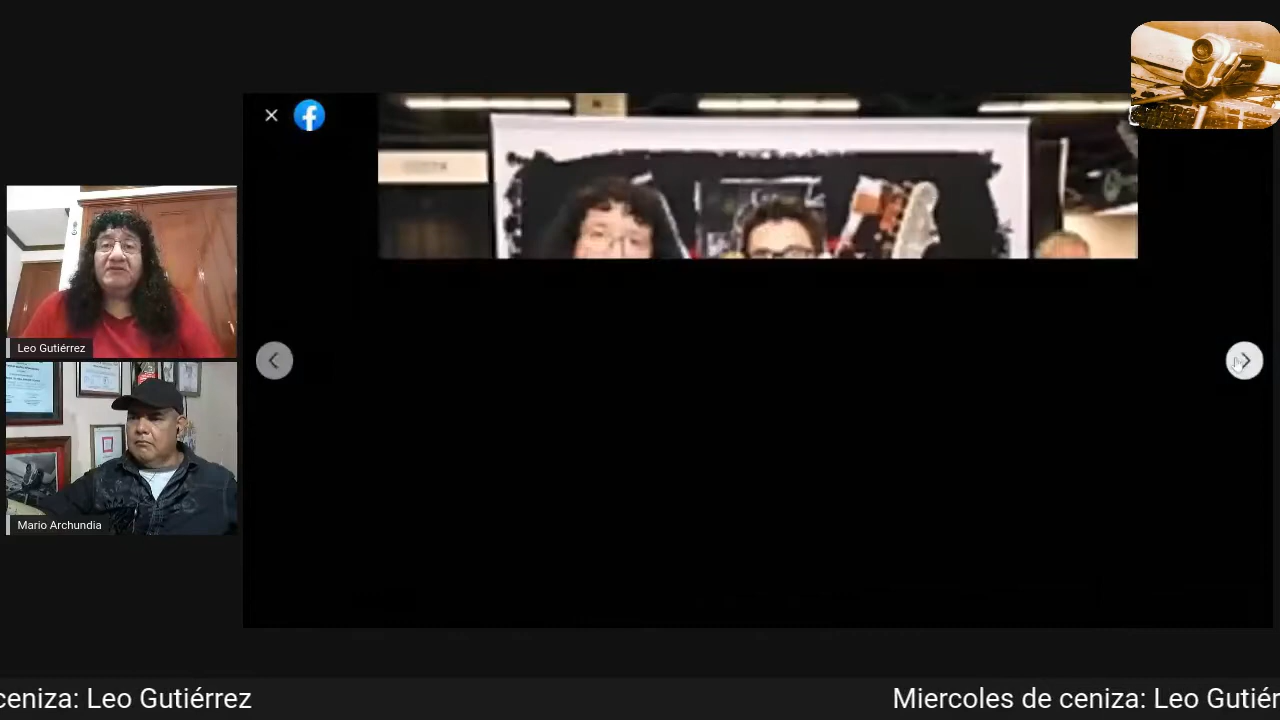 Leo Gutiérrez
Mario Archundia
ceniza: Leo Gutiérrez
Miercoles de ceniza: Leo Gutiér